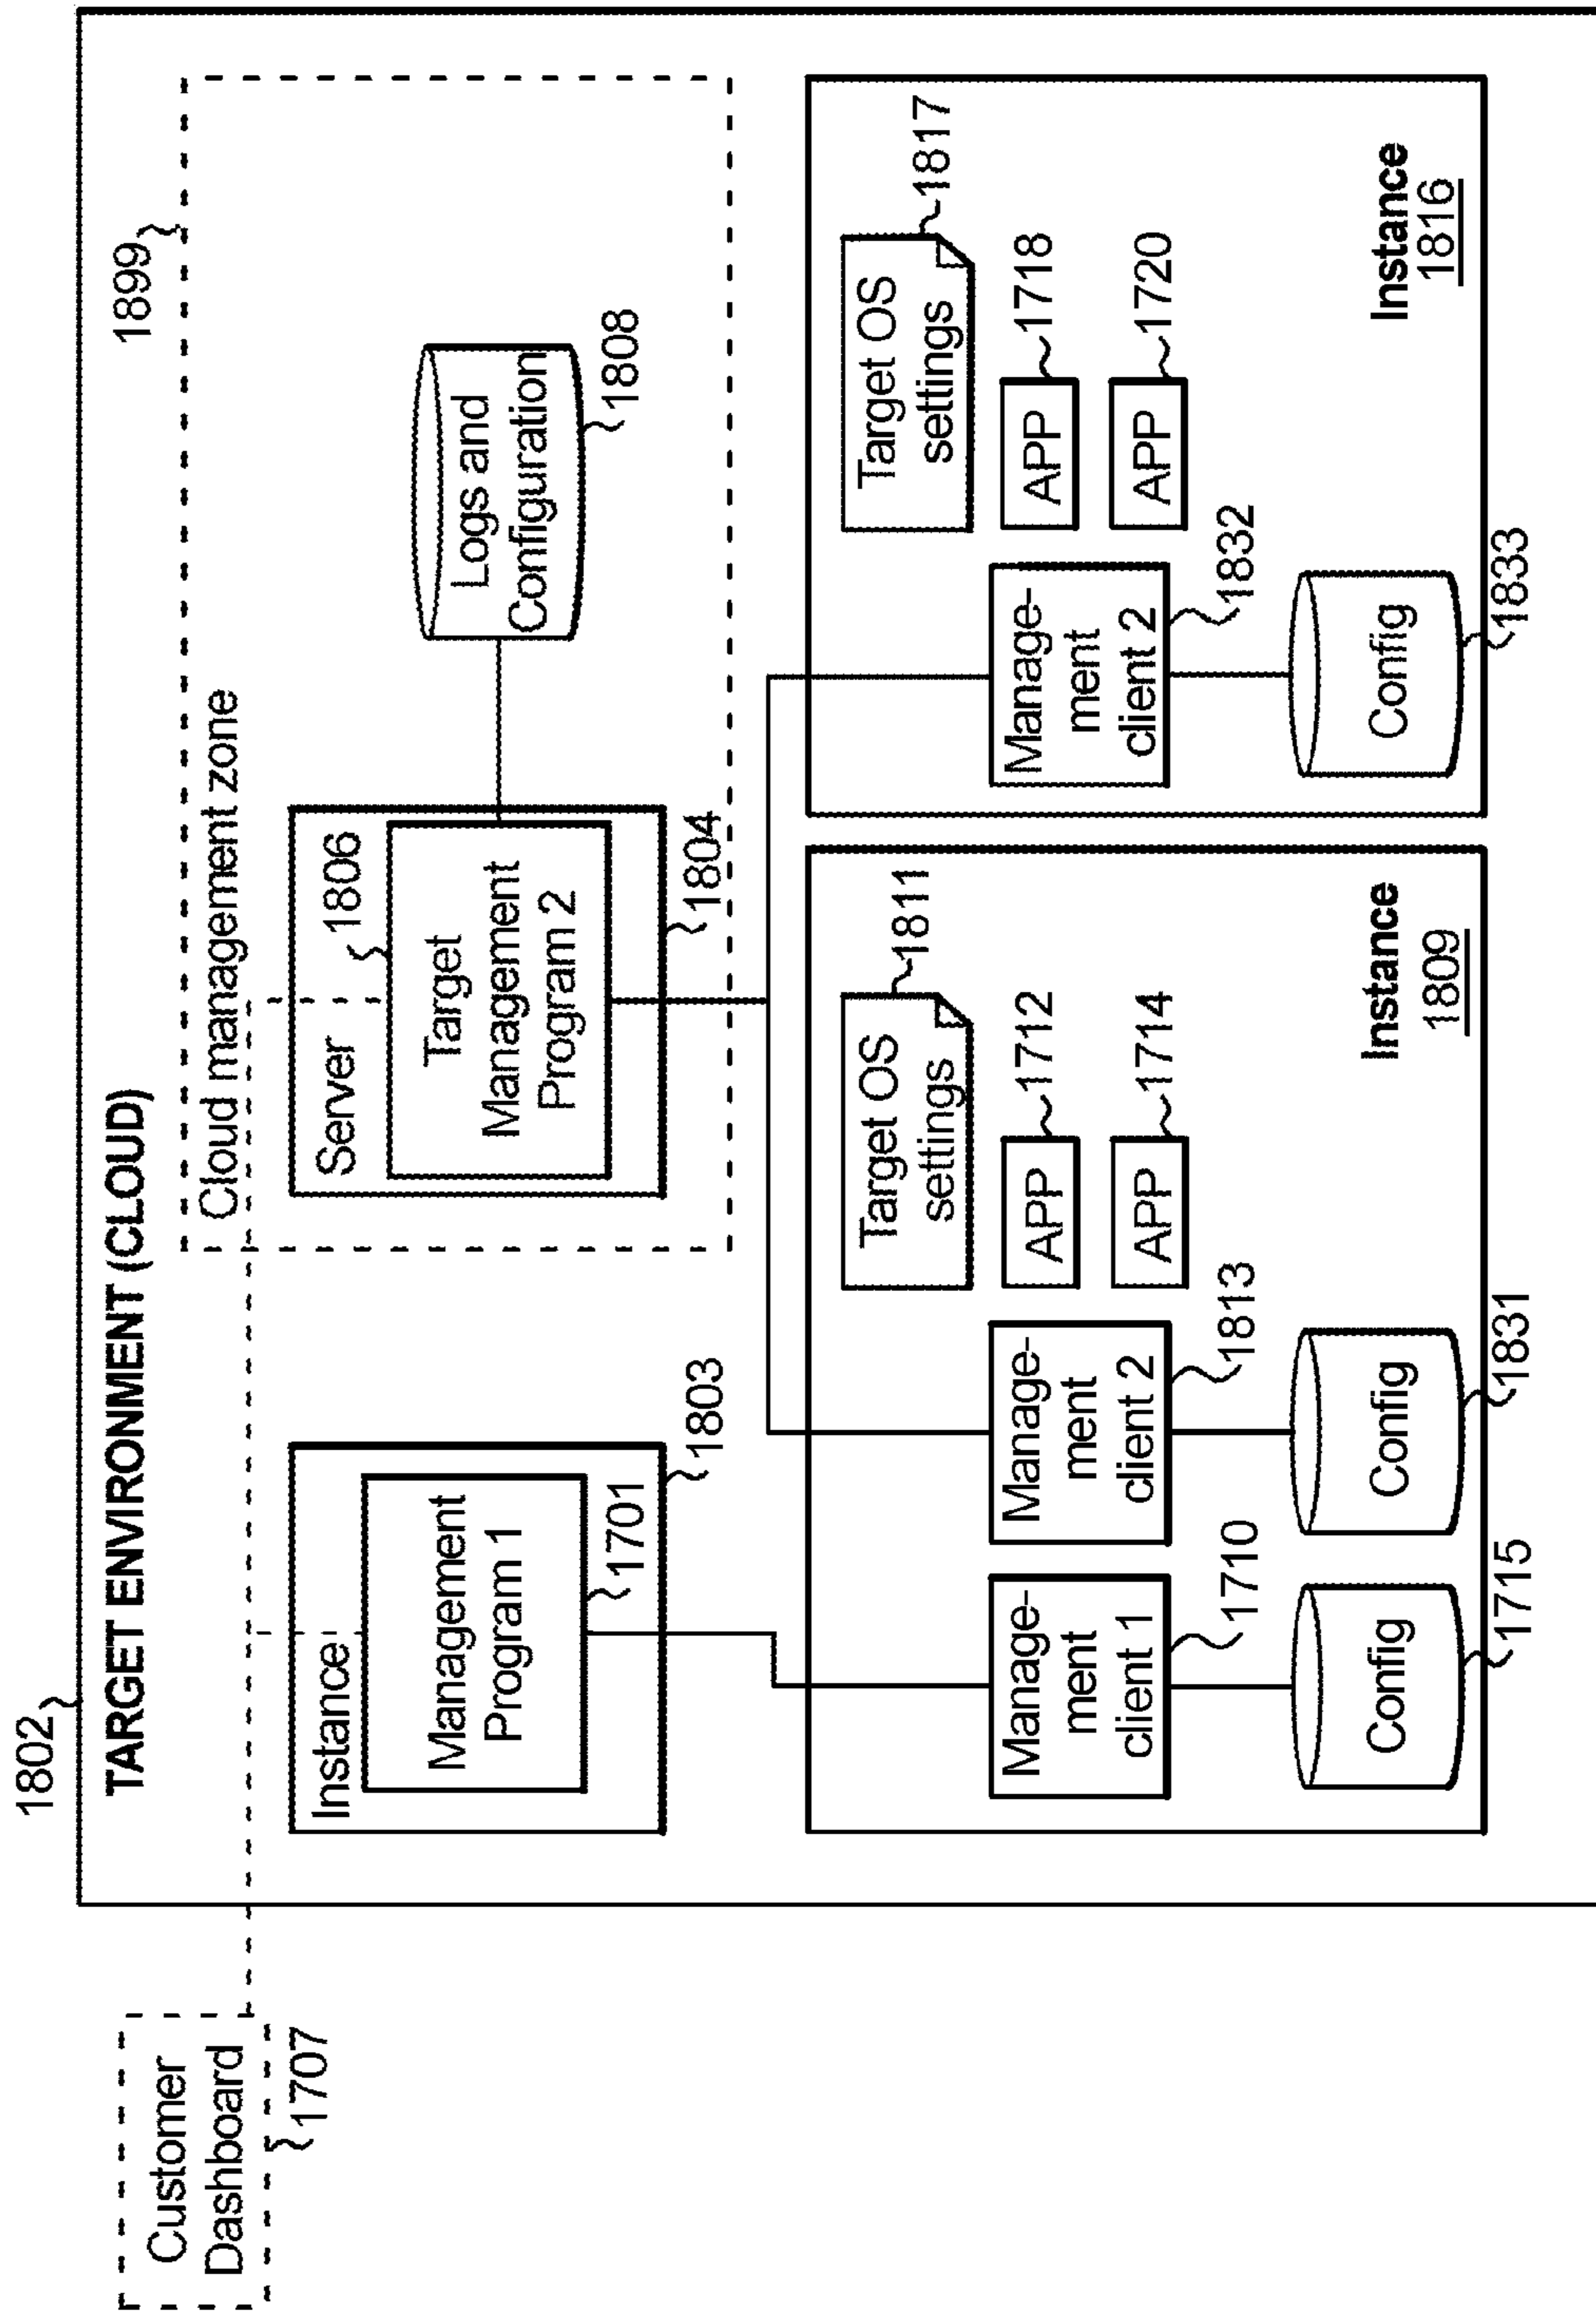 1802
TARGET ENVIRONMENT (CLOUD)
1899
Customer
Dashboard
1707
Cloud management zone
Instance
Management
Program 1
1701
1803
Server
1806
Target
Management
Program 2
1804
Logs and
Configuration
1808
Manage-
ment
client 1
1710
Config
1715
Manage-
ment
client 2
1813
Config
1831
Target OS
settings
1811
APP
1712
APP
1714
Instance
1809
Manage-
ment
client 2
1832
Config
1833
Target OS
settings
1817
APP
1718
APP
1720
Instance
1816